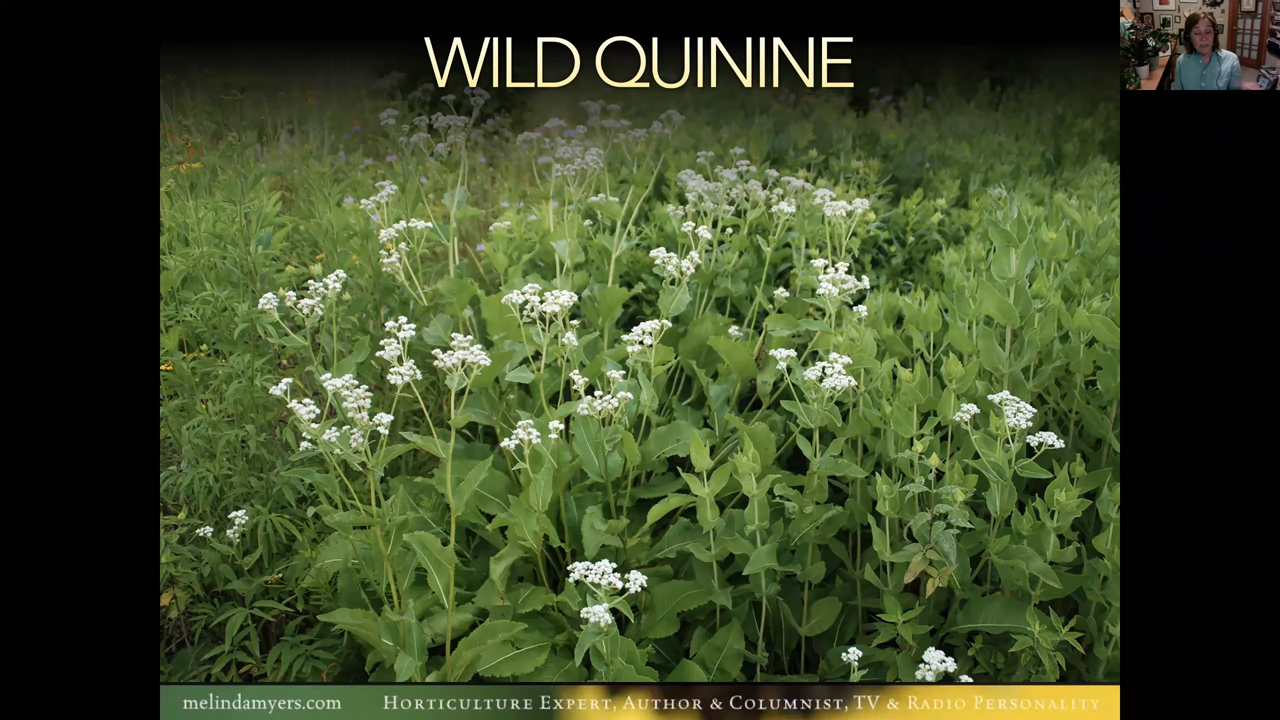 WILD QUININE
melindamyers.com HORTICULTURE EXPERT, AUTHOR & COLUMNIST, TV & RADIO PERSONALITY